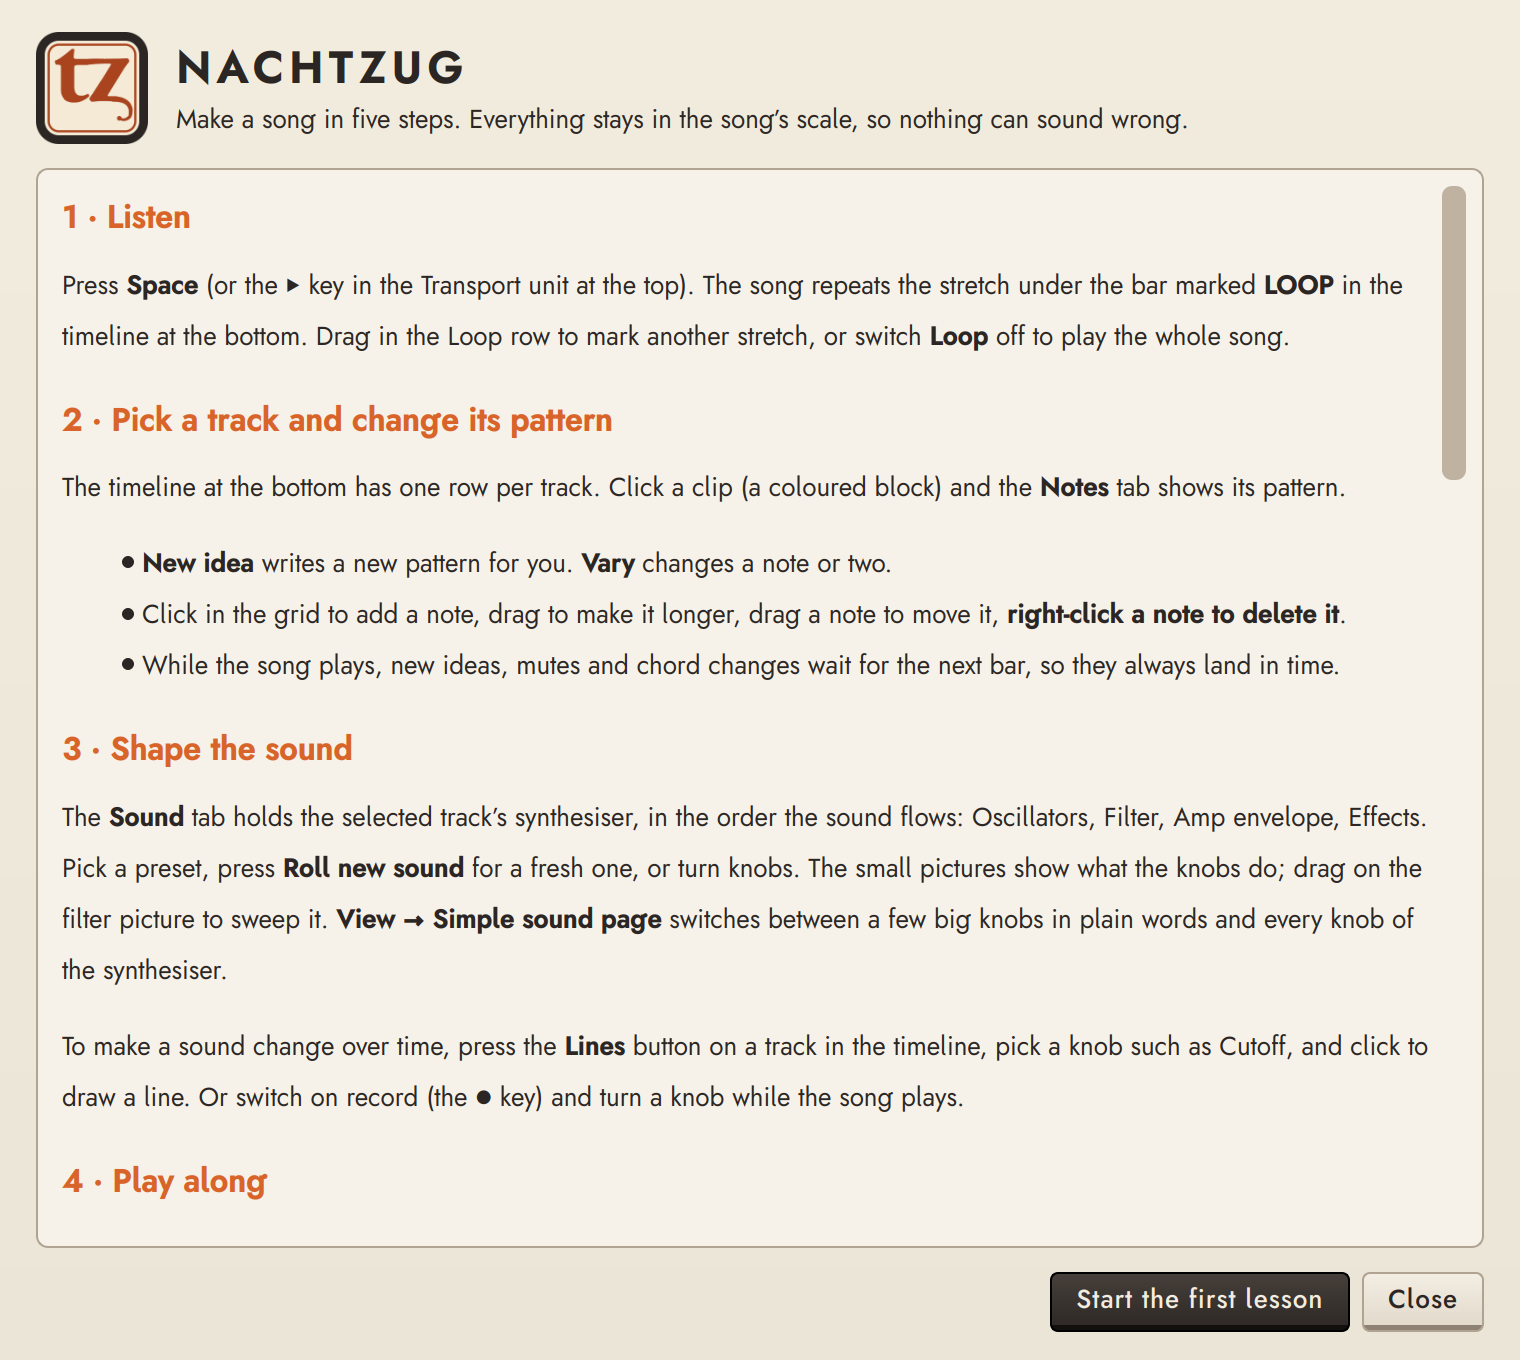 tz
NACHTZUG
Make a song in five steps. Everything stays in the song’s scale, so nothing can sound wrong.
1 · Listen
Press Space (or the ▶ key in the Transport unit at the top). The song repeats the stretch under the bar marked LOOP in the
timeline at the bottom. Drag in the Loop row to mark another stretch, or switch Loop off to play the whole song.
2 · Pick a track and change its pattern
The timeline at the bottom has one row per track. Click a clip (a coloured block) and the Notes tab shows its pattern.
• New idea writes a new pattern for you. Vary changes a note or two.
• Click in the grid to add a note, drag to make it longer, drag a note to move it, right-click a note to delete it.
• While the song plays, new ideas, mutes and chord changes wait for the next bar, so they always land in time.
3 · Shape the sound
The Sound tab holds the selected track’s synthesiser, in the order the sound flows: Oscillators, Filter, Amp envelope, Effects.
Pick a preset, press Roll new sound for a fresh one, or turn knobs. The small pictures show what the knobs do; drag on the
filter picture to sweep it. View → Simple sound page switches between a few big knobs in plain words and every knob of
the synthesiser.
To make a sound change over time, press the Lines button on a track in the timeline, pick a knob such as Cutoff, and click to
draw a line. Or switch on record (the ● key) and turn a knob while the song plays.
4 · Play along
Start the first lesson
Close